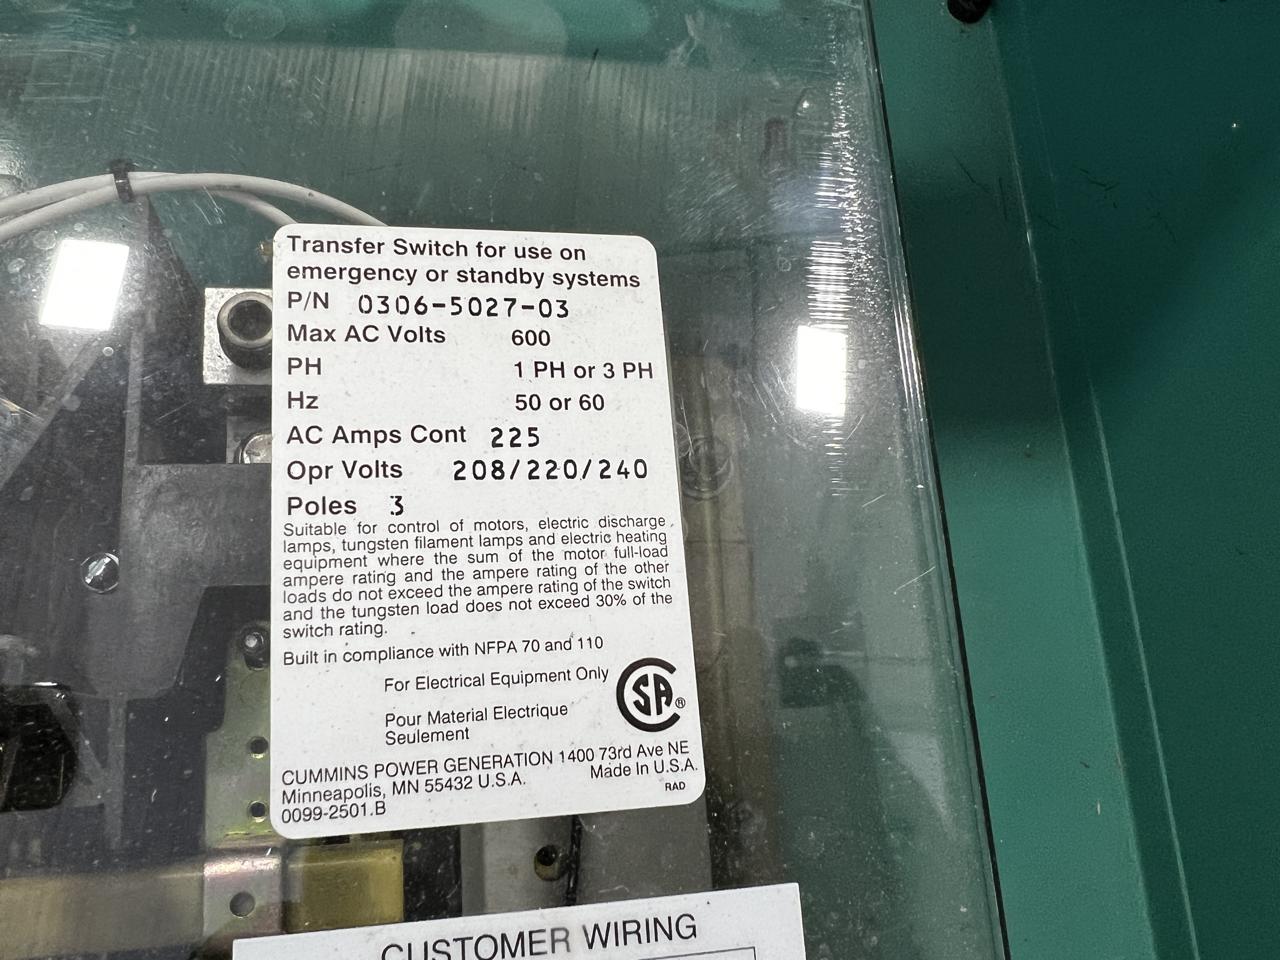 Transfer Switch for use on
emergency or standby systems
P/N 0306-5027-03
Max AC Volts 600
PH 1 PH or 3 PH
Hz 50 or 60
AC Amps Cont 225
Opr Volts 208/220/240
Poles 3
Suitable for control of motors, electric discharge
lamps, tungsten filament lamps and electric heating
equipment where the sum of the motor full-load
ampere rating and the ampere rating of the other
loads do not exceed the ampere rating of the switch
and the tungsten load does not exceed 30% of the
switch rating.
Built in compliance with NFPA 70 and 110
For Electrical Equipment Only
Pour Material Electrique
Seulement
CSA ®
CUMMINS POWER GENERATION 1400 73rd Ave NE
Minneapolis, MN 55432 U.S.A. Made In U.S.A.
0099-2501.B RAD
CUSTOMER WIRING